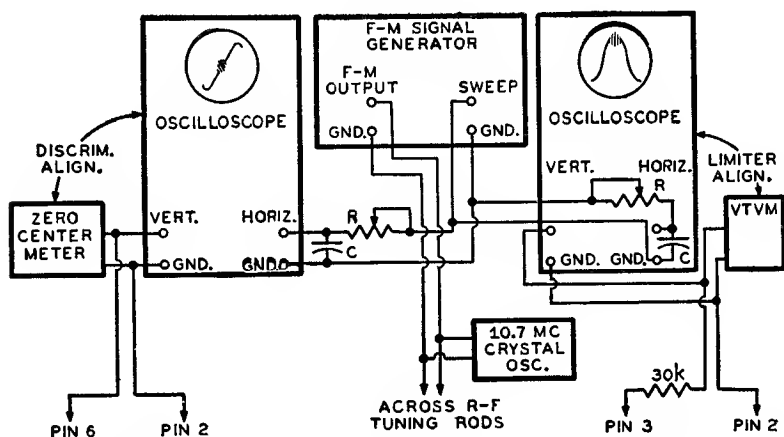 F-M SIGNAL
GENERATOR
F-M
OUTPUT
SWEEP
GND.
GND.
OSCILLOSCOPE
VERT.
HORIZ.
GND.
GND.
R
C
DISCRIM.
ALIGN.
ZERO
CENTER
METER
OSCILLOSCOPE
VERT.
HORIZ.
R
GND.
GND.
C
LIMITER
ALIGN.
VTVM
10.7 MC
CRYSTAL
OSC.
30K
PIN 6
PIN 2
ACROSS R-F
TUNING RODS
PIN 3
PIN 2